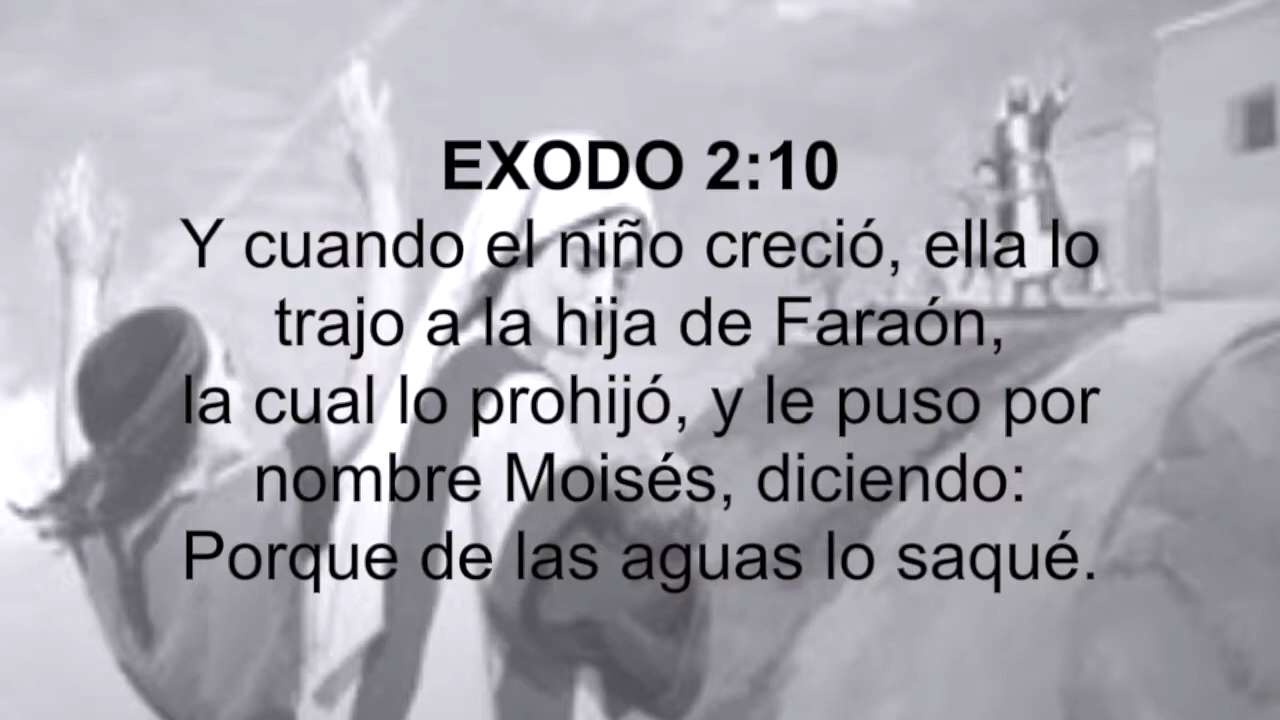 EXODO 2:10
Y cuando el niño creció, ella lo
trajo a la hija de Faraón,
la cual lo prohijó, y le puso por
nombre Moisés, diciendo:
Porque de las aguas lo saqué.